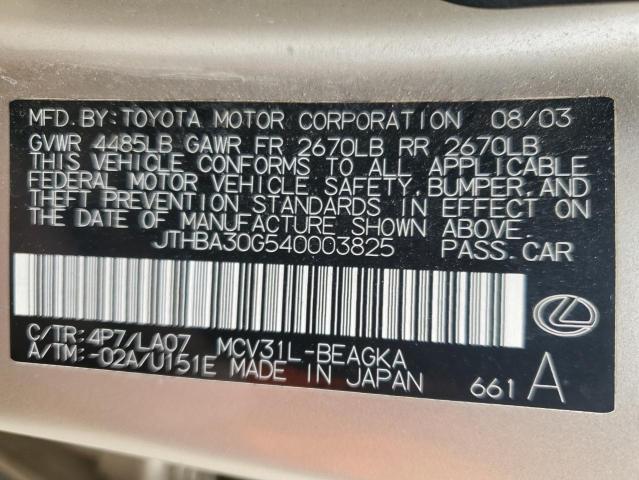 MFD. BY: TOYOTA MOTOR CORPORATION 08/03
GVWR 4485LB GAWR FR 2670LB RR 2670LB
THIS VEHICLE CONFORMS TO ALL APPLICABLE
FEDERAL MOTOR VEHICLE SAFETY, BUMPER, AND
THEFT PREVENTION STANDARDS IN EFFECT ON
THE DATE OF MANUFACTURE SHOWN ABOVE.
JTHBA30G540003825 PASS. CAR
C/TR: 4P7/LA07 MCV31L-BEAGKA
A/TM: -02A/U151E MADE IN JAPAN 661 A